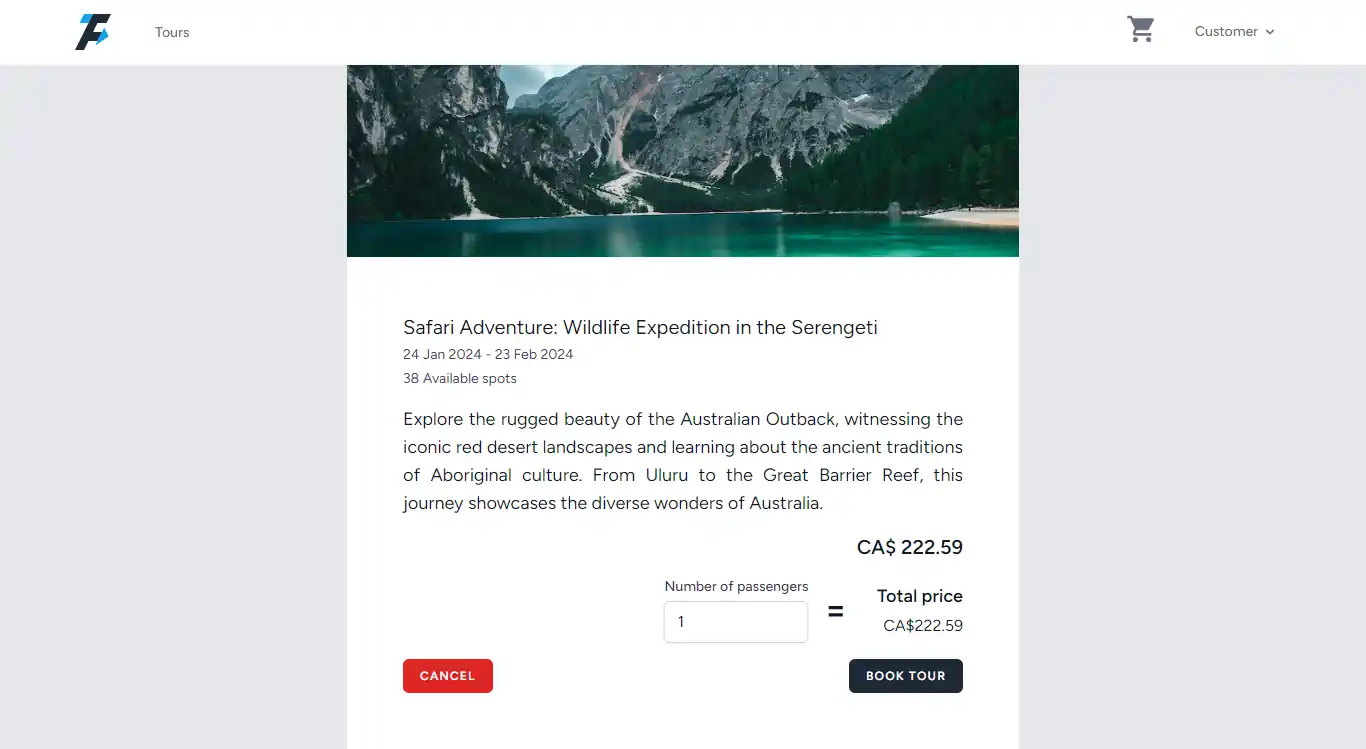 Tours
Customer
Safari Adventure: Wildlife Expedition in the Serengeti
24 Jan 2024 - 23 Feb 2024
38 Available spots
Explore the rugged beauty of the Australian Outback, witnessing the
iconic red desert landscapes and learning about the ancient traditions
of Aboriginal culture. From Uluru to the Great Barrier Reef, this
journey showcases the diverse wonders of Australia.
CA$ 222.59
Number of passengers
1
=
Total price
CA$222.59
CANCEL
BOOK TOUR